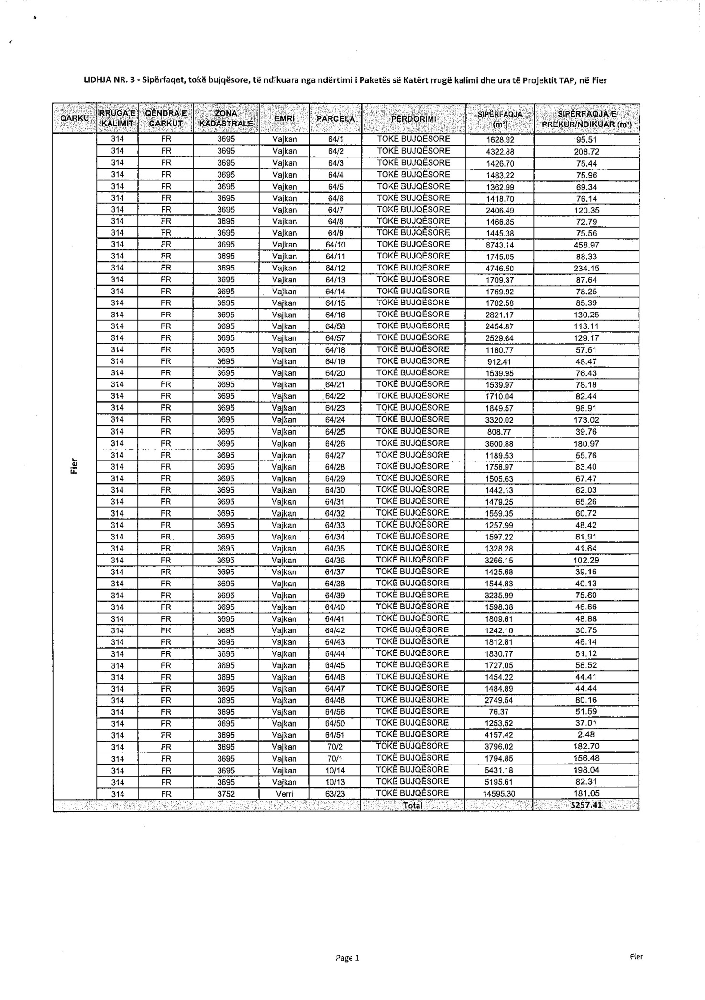 LIDHJA NR. 3 - Sipërfaqet, tokë bujqësore, të ndikuara nga ndërtimi i Paketës së Katërt rrugë kalimi dhe ura të Projektit TAP, në Fier
QARKU RRUGA E KALIMIT QENDRA E QARKUT ZONA KADASTRALE EMRI PARCELA PËRDORIMI SIPËRFAQJA (m²) SIPËRFAQJA E PREKUR/NDIKUAR (m²)
Fier
314 FR 3695 Vajkan 64/1 TOKË BUJQËSORE 1628.92 95.51
314 FR 3695 Vajkan 64/2 TOKË BUJQËSORE 4322.88 208.72
314 FR 3695 Vajkan 64/3 TOKË BUJQËSORE 1426.70 75.44
314 FR 3695 Vajkan 64/4 TOKË BUJQËSORE 1483.22 75.96
314 FR 3695 Vajkan 64/5 TOKË BUJQËSORE 1362.99 69.34
314 FR 3695 Vajkan 64/6 TOKË BUJQËSORE 1418.70 76.14
314 FR 3695 Vajkan 64/7 TOKË BUJQËSORE 2406.49 120.35
314 FR 3695 Vajkan 64/8 TOKË BUJQËSORE 1466.85 72.79
314 FR 3695 Vajkan 64/9 TOKË BUJQËSORE 1445.38 75.56
314 FR 3695 Vajkan 64/10 TOKË BUJQËSORE 8743.14 458.97
314 FR 3695 Vajkan 64/11 TOKË BUJQËSORE 1745.05 88.33
314 FR 3695 Vajkan 64/12 TOKË BUJQËSORE 4746.50 234.15
314 FR 3695 Vajkan 64/13 TOKË BUJQËSORE 1709.37 87.64
314 FR 3695 Vajkan 64/14 TOKË BUJQËSORE 1769.92 78.25
314 FR 3695 Vajkan 64/15 TOKË BUJQËSORE 1782.58 85.39
314 FR 3695 Vajkan 64/16 TOKË BUJQËSORE 2821.17 130.25
314 FR 3695 Vajkan 64/58 TOKË BUJQËSORE 2454.87 113.11
314 FR 3695 Vajkan 64/57 TOKË BUJQËSORE 2529.64 129.17
314 FR 3695 Vajkan 64/18 TOKË BUJQËSORE 1180.77 57.61
314 FR 3695 Vajkan 64/19 TOKË BUJQËSORE 912.41 48.47
314 FR 3695 Vajkan 64/20 TOKË BUJQËSORE 1539.95 76.43
314 FR 3695 Vajkan 64/21 TOKË BUJQËSORE 1539.97 78.18
314 FR 3695 Vajkan 64/22 TOKË BUJQËSORE 1710.04 82.44
314 FR 3695 Vajkan 64/23 TOKË BUJQËSORE 1849.57 98.91
314 FR 3695 Vajkan 64/24 TOKË BUJQËSORE 3320.02 173.02
314 FR 3695 Vajkan 64/25 TOKË BUJQËSORE 808.77 39.76
314 FR 3695 Vajkan 64/26 TOKË BUJQËSORE 3600.88 180.97
314 FR 3695 Vajkan 64/27 TOKË BUJQËSORE 1189.53 55.76
314 FR 3695 Vajkan 64/28 TOKË BUJQËSORE 1758.97 83.40
314 FR 3695 Vajkan 64/29 TOKË BUJQËSORE 1505.63 67.47
314 FR 3695 Vajkan 64/30 TOKË BUJQËSORE 1442.13 62.03
314 FR 3695 Vajkan 64/31 TOKË BUJQËSORE 1479.25 65.26
314 FR 3695 Vajkan 64/32 TOKË BUJQËSORE 1559.35 60.72
314 FR 3695 Vajkan 64/33 TOKË BUJQËSORE 1257.99 48.42
314 FR 3695 Vajkan 64/34 TOKË BUJQËSORE 1597.22 61.91
314 FR 3695 Vajkan 64/35 TOKË BUJQËSORE 1328.28 41.64
314 FR 3695 Vajkan 64/36 TOKË BUJQËSORE 3266.15 102.29
314 FR 3695 Vajkan 64/37 TOKË BUJQËSORE 1425.68 39.16
314 FR 3695 Vajkan 64/38 TOKË BUJQËSORE 1544.83 40.13
314 FR 3695 Vajkan 64/39 TOKË BUJQËSORE 3235.99 75.60
314 FR 3695 Vajkan 64/40 TOKË BUJQËSORE 1598.38 46.66
314 FR 3695 Vajkan 64/41 TOKË BUJQËSORE 1809.61 48.88
314 FR 3695 Vajkan 64/42 TOKË BUJQËSORE 1242.10 30.75
314 FR 3695 Vajkan 64/43 TOKË BUJQËSORE 1812.81 46.14
314 FR 3695 Vajkan 64/44 TOKË BUJQËSORE 1830.77 51.12
314 FR 3695 Vajkan 64/45 TOKË BUJQËSORE 1727.05 58.52
314 FR 3695 Vajkan 64/46 TOKË BUJQËSORE 1454.22 44.41
314 FR 3695 Vajkan 64/47 TOKË BUJQËSORE 1484.89 44.44
314 FR 3695 Vajkan 64/48 TOKË BUJQËSORE 2749.54 80.16
314 FR 3695 Vajkan 64/56 TOKË BUJQËSORE 76.37 51.59
314 FR 3695 Vajkan 64/50 TOKË BUJQËSORE 1253.52 37.01
314 FR 3695 Vajkan 64/51 TOKË BUJQËSORE 4157.42 2.48
314 FR 3695 Vajkan 70/2 TOKË BUJQËSORE 3796.02 182.70
314 FR 3695 Vajkan 70/1 TOKË BUJQËSORE 1794.85 156.48
314 FR 3695 Vajkan 10/14 TOKË BUJQËSORE 5431.18 198.04
314 FR 3695 Vajkan 10/13 TOKË BUJQËSORE 5195.61 82.31
314 FR 3752 Verri 63/23 TOKË BUJQËSORE 14595.30 181.05
Total 5257.41
Page 1
Fier